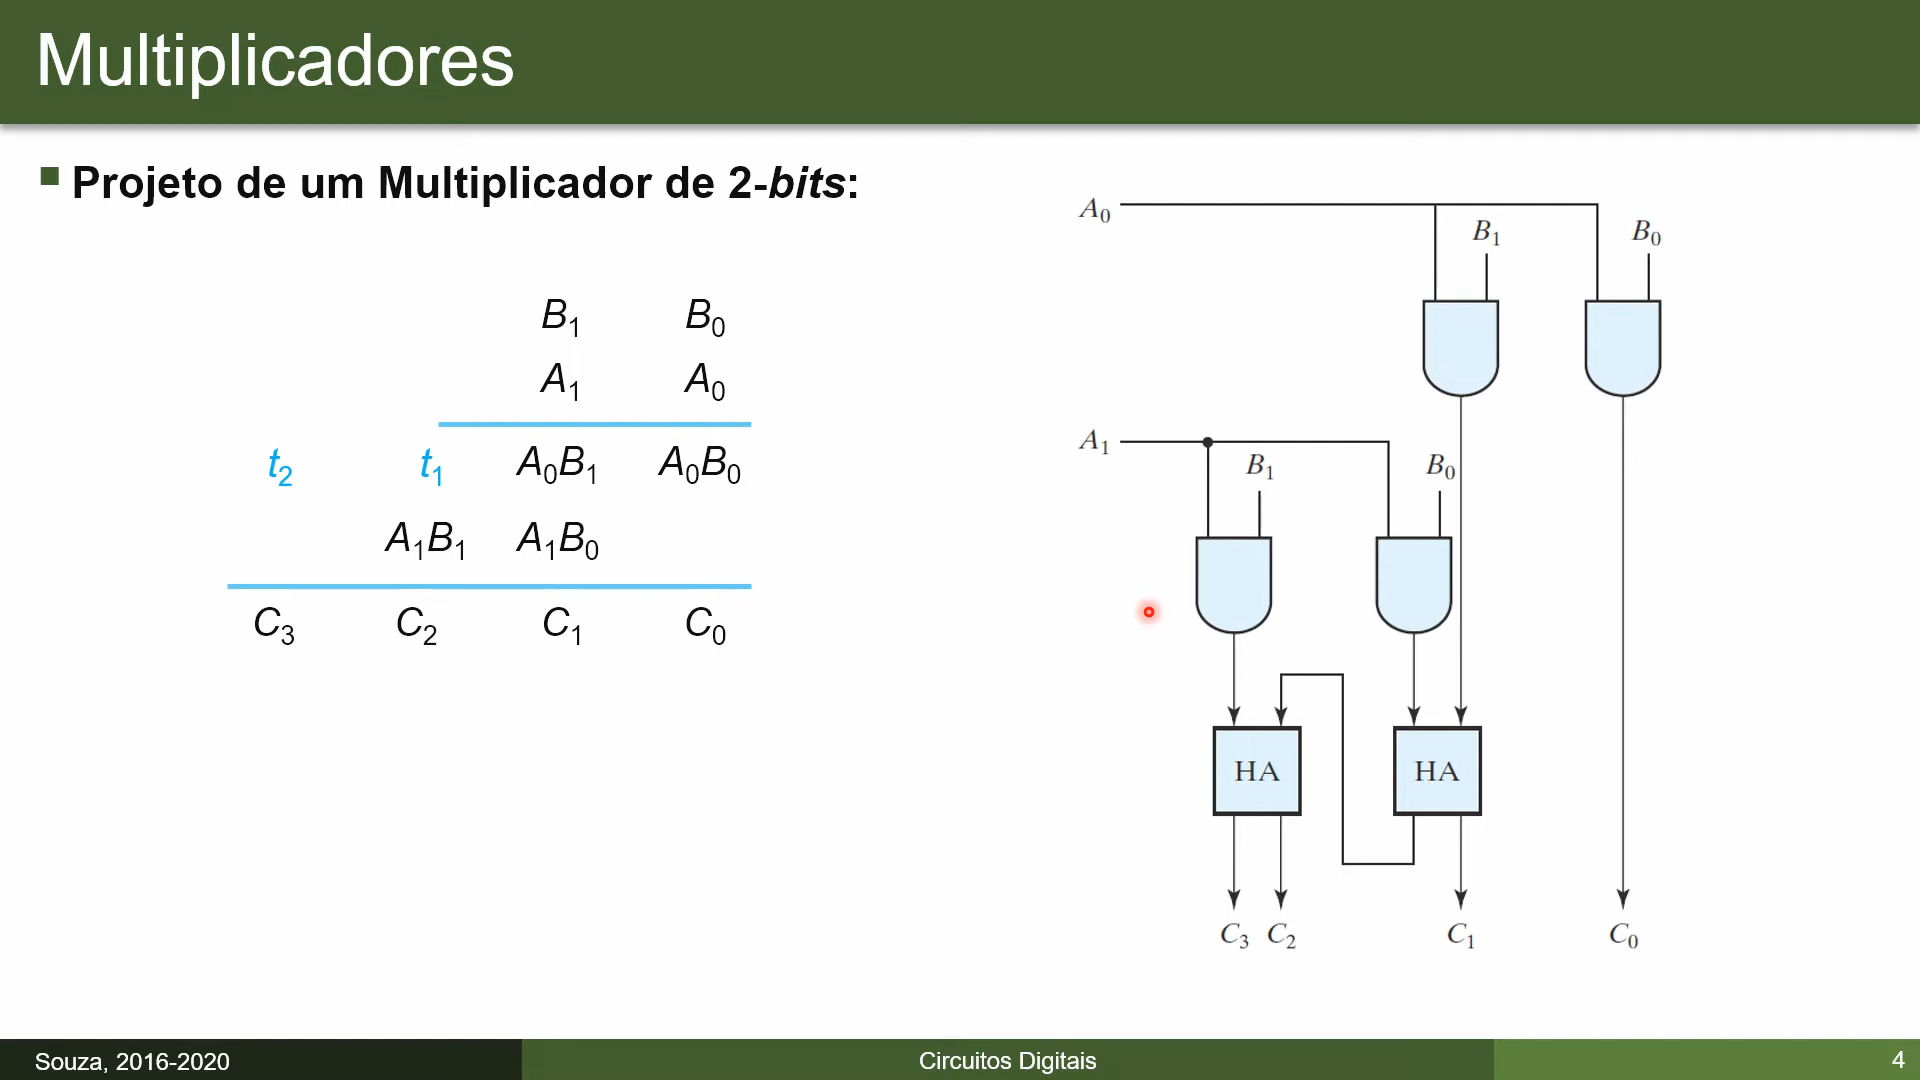 Multiplicadores
Projeto de um Multiplicador de 2-bits:
B₁ B₀
A₁ A₀
t₂ t₁ A₀B₁ A₀B₀
A₁B₁ A₁B₀
C₃ C₂ C₁ C₀
A₀
B₁ B₀
A₁
B₁ B₀
HA HA
C₃ C₂ C₁ C₀
Souza, 2016-2020
Circuitos Digitais
4